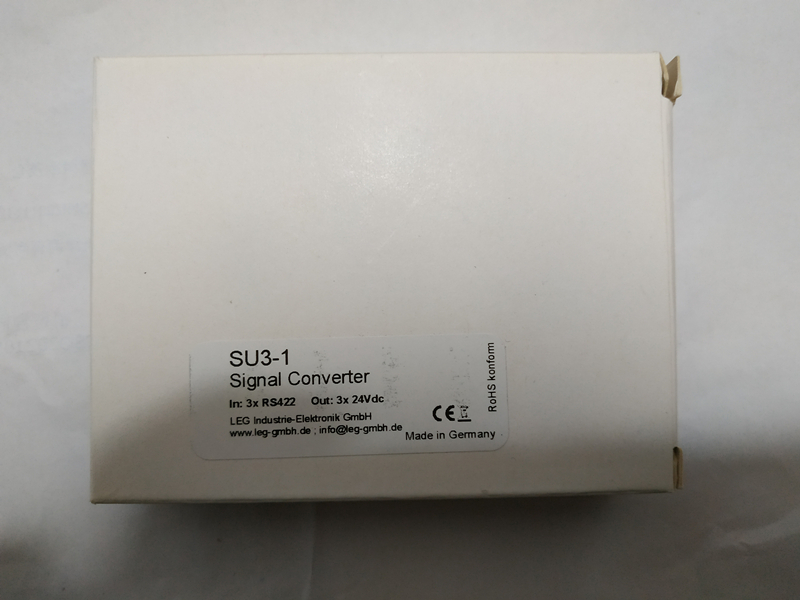 SU3-1
Signal Converter
In: 3x RS422 Out: 3x 24Vdc
LEG Industrie-Elektronik GmbH
www.leg-gmbh.de ; info@leg-gmbh.de
CE
Made in Germany
RoHS konform